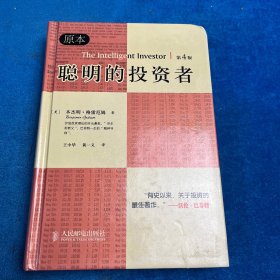 原本
The Intelligent Investor 第4版
聪明的投资者
[美] 本杰明·格雷厄姆 著
Benjamin Graham
王中华 黄一义 译
“有史以来，关于投资的
最佳著作。”——沃伦·巴菲特
人民邮电出版社